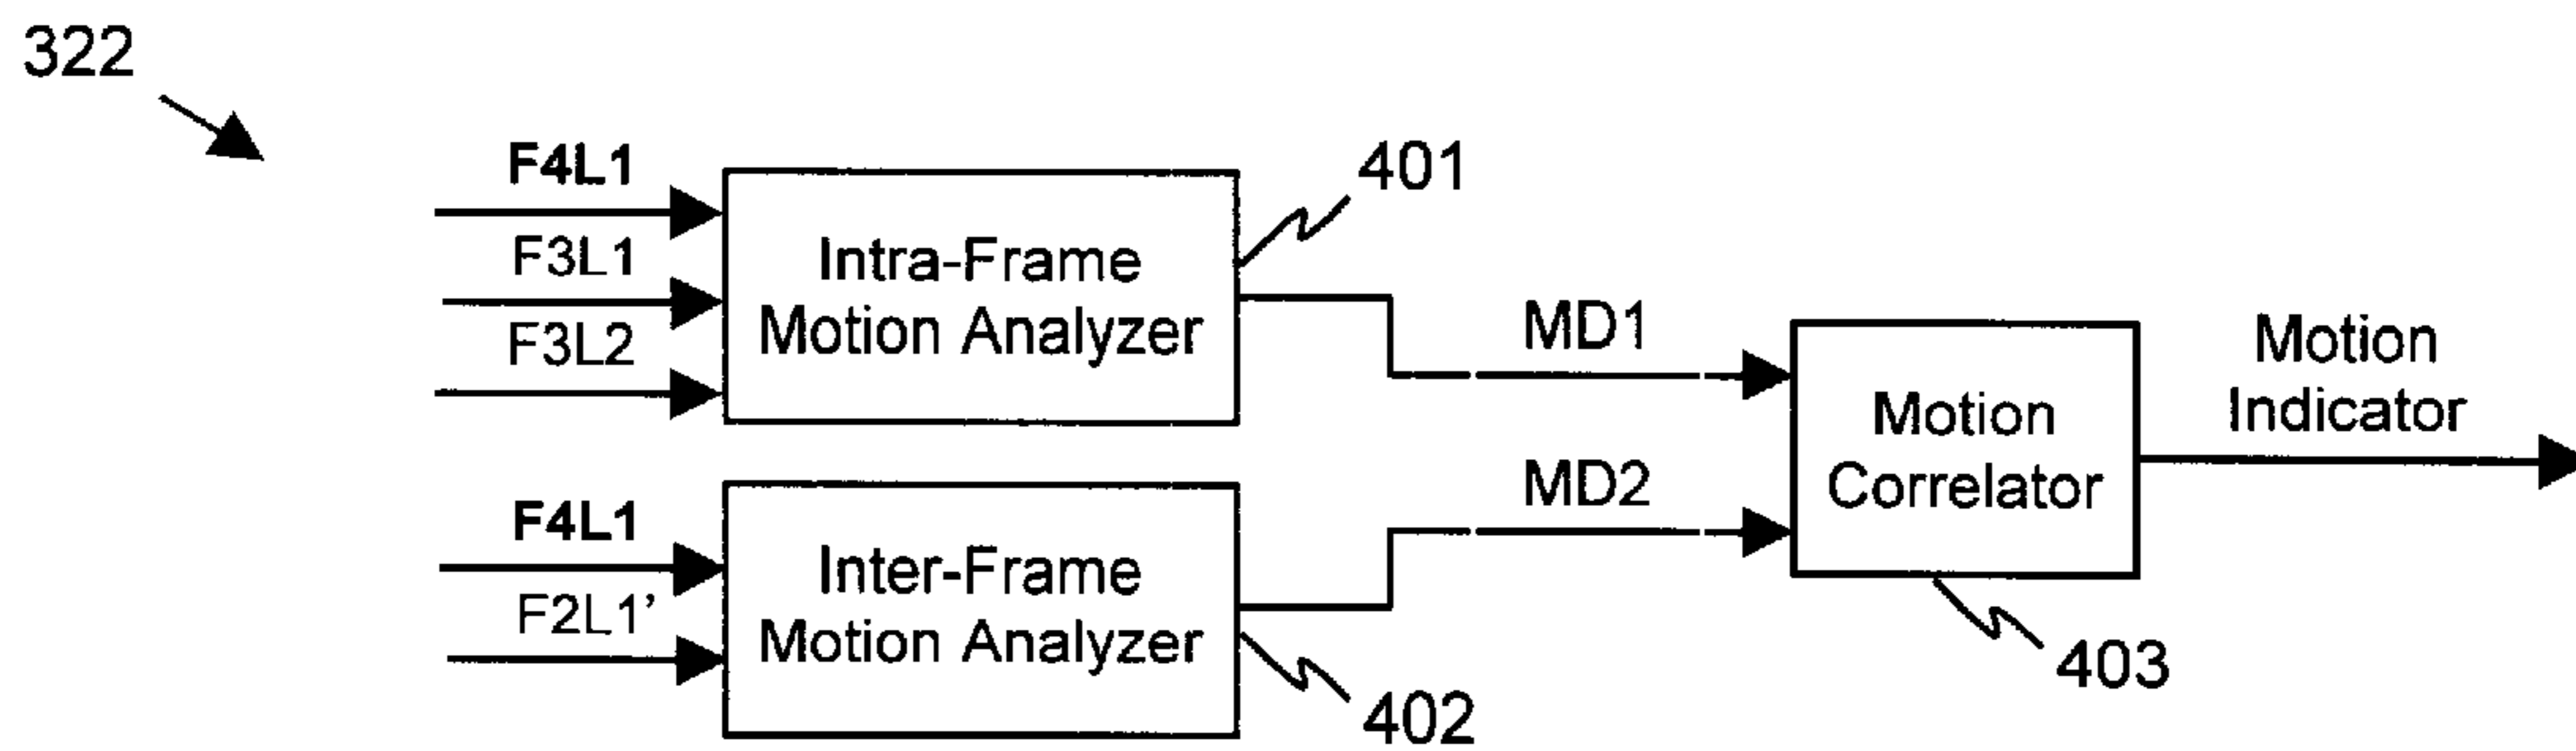 322
F4L1
F3L1
F3L2
Intra-Frame
Motion Analyzer
401
MD1
F4L1
F2L1’
Inter-Frame
Motion Analyzer
402
MD2
Motion
Correlator
403
Motion
Indicator